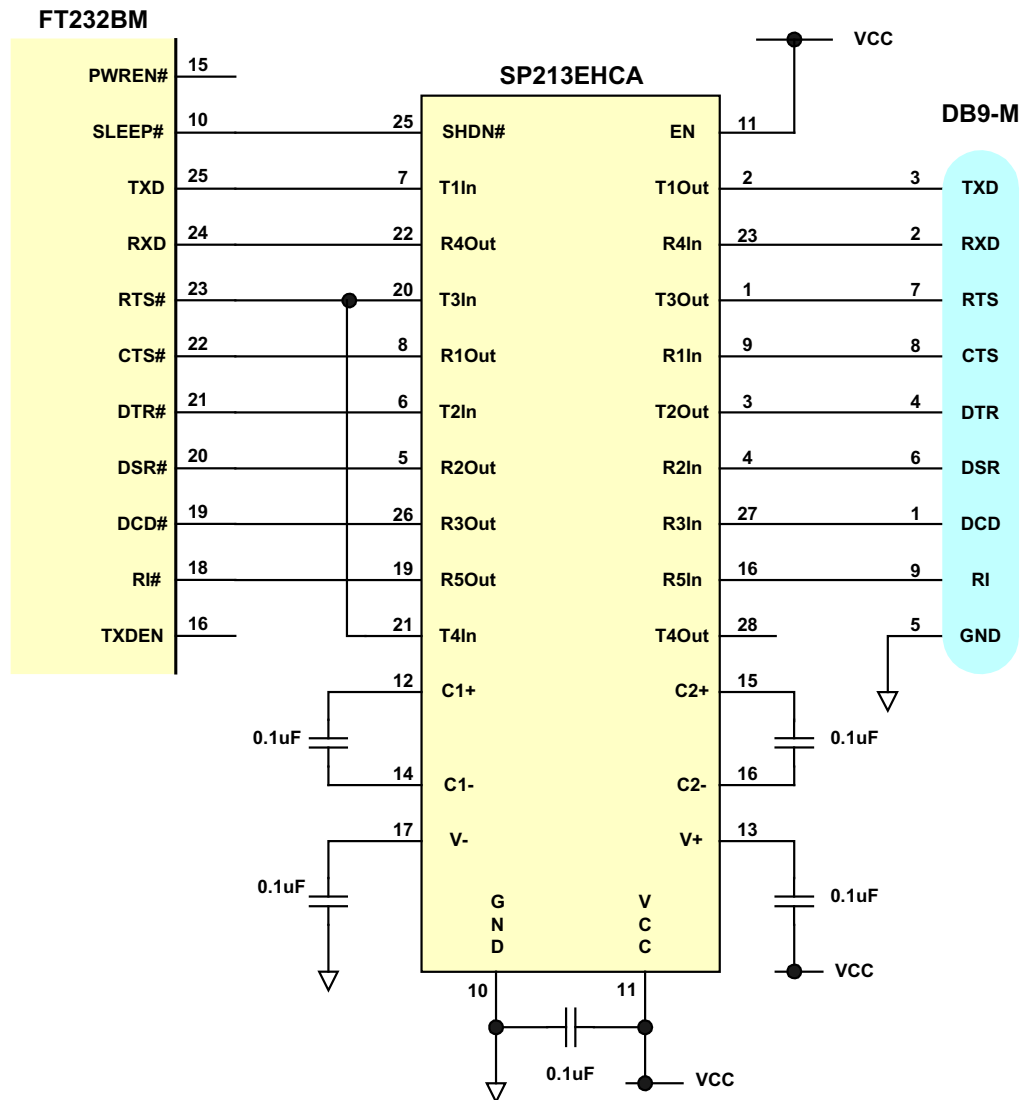 FT232BM
VCC
PWREN# 15
SP213EHCA
DB9-M
SLEEP# 10 25 SHDN# EN 11
TXD 25 7 T1In T1Out 2 3 TXD
RXD 24 22 R4Out R4In 23 2 RXD
RTS# 23 20 T3In T3Out 1 7 RTS
CTS# 22 8 R1Out R1In 9 8 CTS
DTR# 21 6 T2In T2Out 3 4 DTR
DSR# 20 5 R2Out R2In 4 6 DSR
DCD# 19 26 R3Out R3In 27 1 DCD
RI# 18 19 R5Out R5In 16 9 RI
TXDEN 16 21 T4In T4Out 28 5 GND
12 C1+ C2+ 15
0.1uF 0.1uF
14 C1- C2- 16
17 V- V+ 13
0.1uF 0.1uF
GND VCC
VCC
10 11
0.1uF VCC